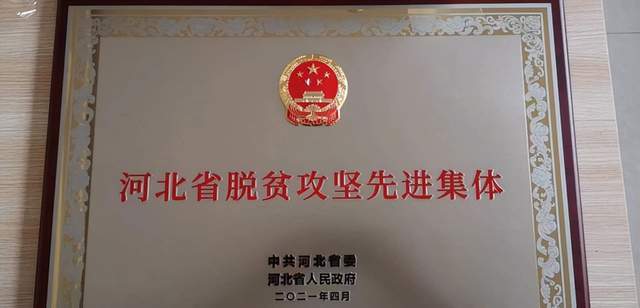 河北省脱贫攻坚先进集体
中共河北省委
河北省人民政府
二〇二一年四月